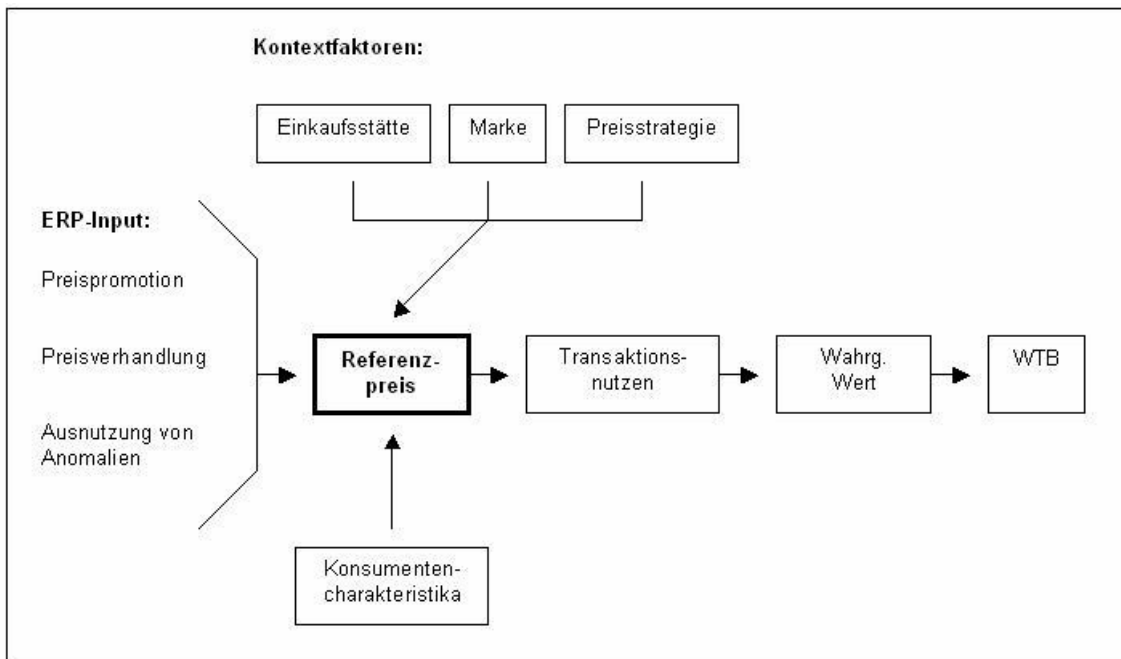 Kontextfaktoren:
Einkaufsstätte
Marke
Preisstrategie
ERP-Input:
Preispromotion
Preisverhandlung
Ausnutzung von
Anomalien
Referenz-
preis
Transaktions-
nutzen
Wahrg.
Wert
WTB
Konsumenten-
charakteristika